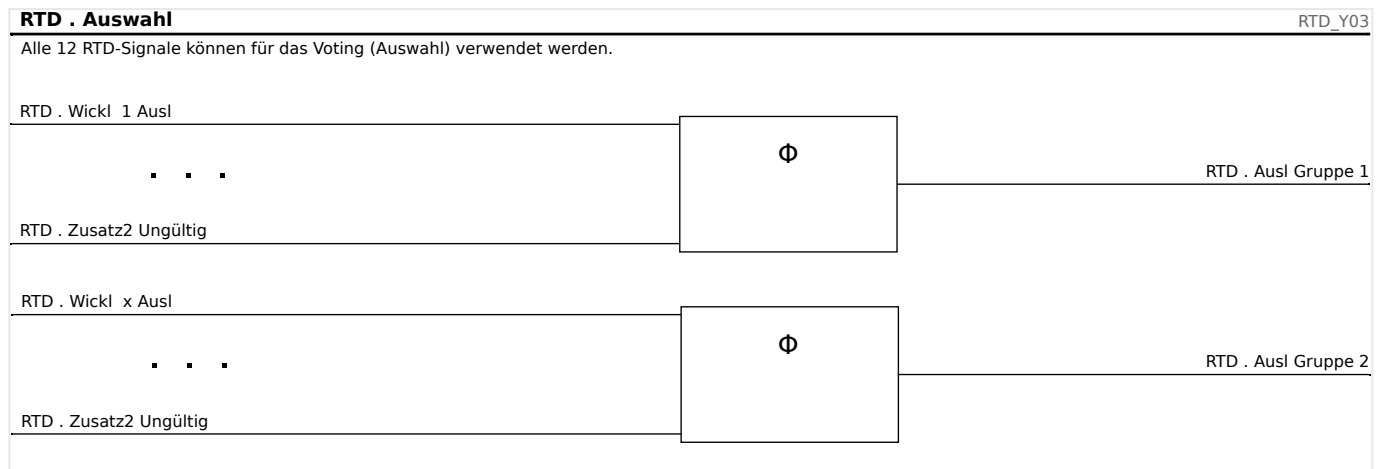 RTD . Auswahl
RTD_Y03
Alle 12 RTD-Signale können für das Voting (Auswahl) verwendet werden.
RTD . Wickl 1 Ausl
Φ
. . .
RTD . Ausl Gruppe 1
RTD . Zusatz2 Ungültig
RTD . Wickl x Ausl
Φ
. . .
RTD . Ausl Gruppe 2
RTD . Zusatz2 Ungültig